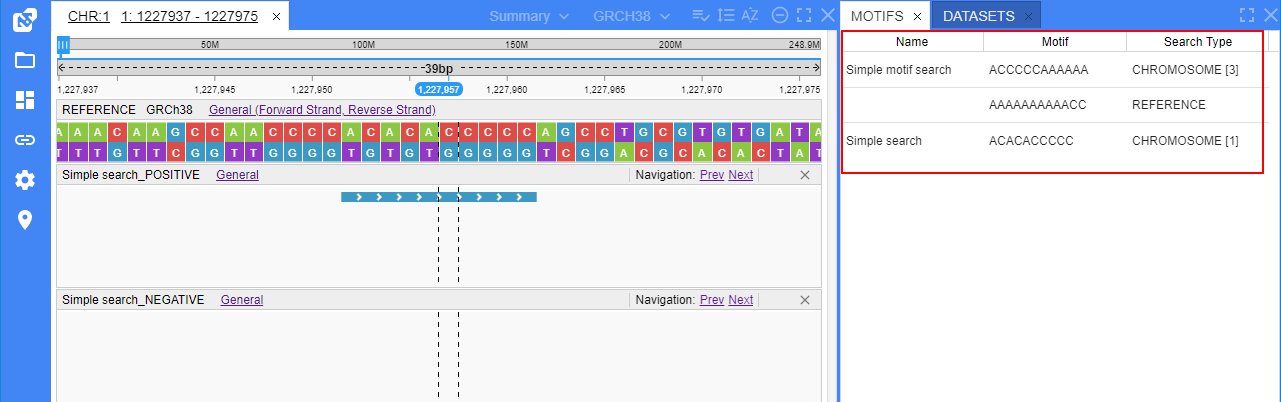 CHR:1 1: 1227937 - 1227975 ×
Summary GRCH38
MOTIFS × DATASETS ×
50M 100M 150M 200M 248.9M
39bp
1,227,937 1,227,945 1,227,950 1,227,957 1,227,960 1,227,965 1,227,970 1,227,975
REFERENCE GRCh38 General (Forward Strand, Reverse Strand)
A A A C A A G C C A A C C C C A C A C A C C C C C A G C C T G C G T G T G A T A
T T T G T T C G G T T G G G G T G T G T G G G G G T C G G A C G C A C A C T A T
Simple search_POSITIVE General Navigation: Prev Next ×
Simple search_NEGATIVE General Navigation: Prev Next ×
Name Motif Search Type
Simple motif search ACCCCCAAAAAA CHROMOSOME [3]
AAAAAAAAAACC REFERENCE
Simple search ACACACCCCC CHROMOSOME [1]